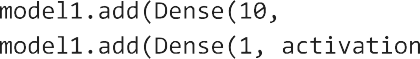 model1.add(Dense(10,
model1.add(Dense(1, activation